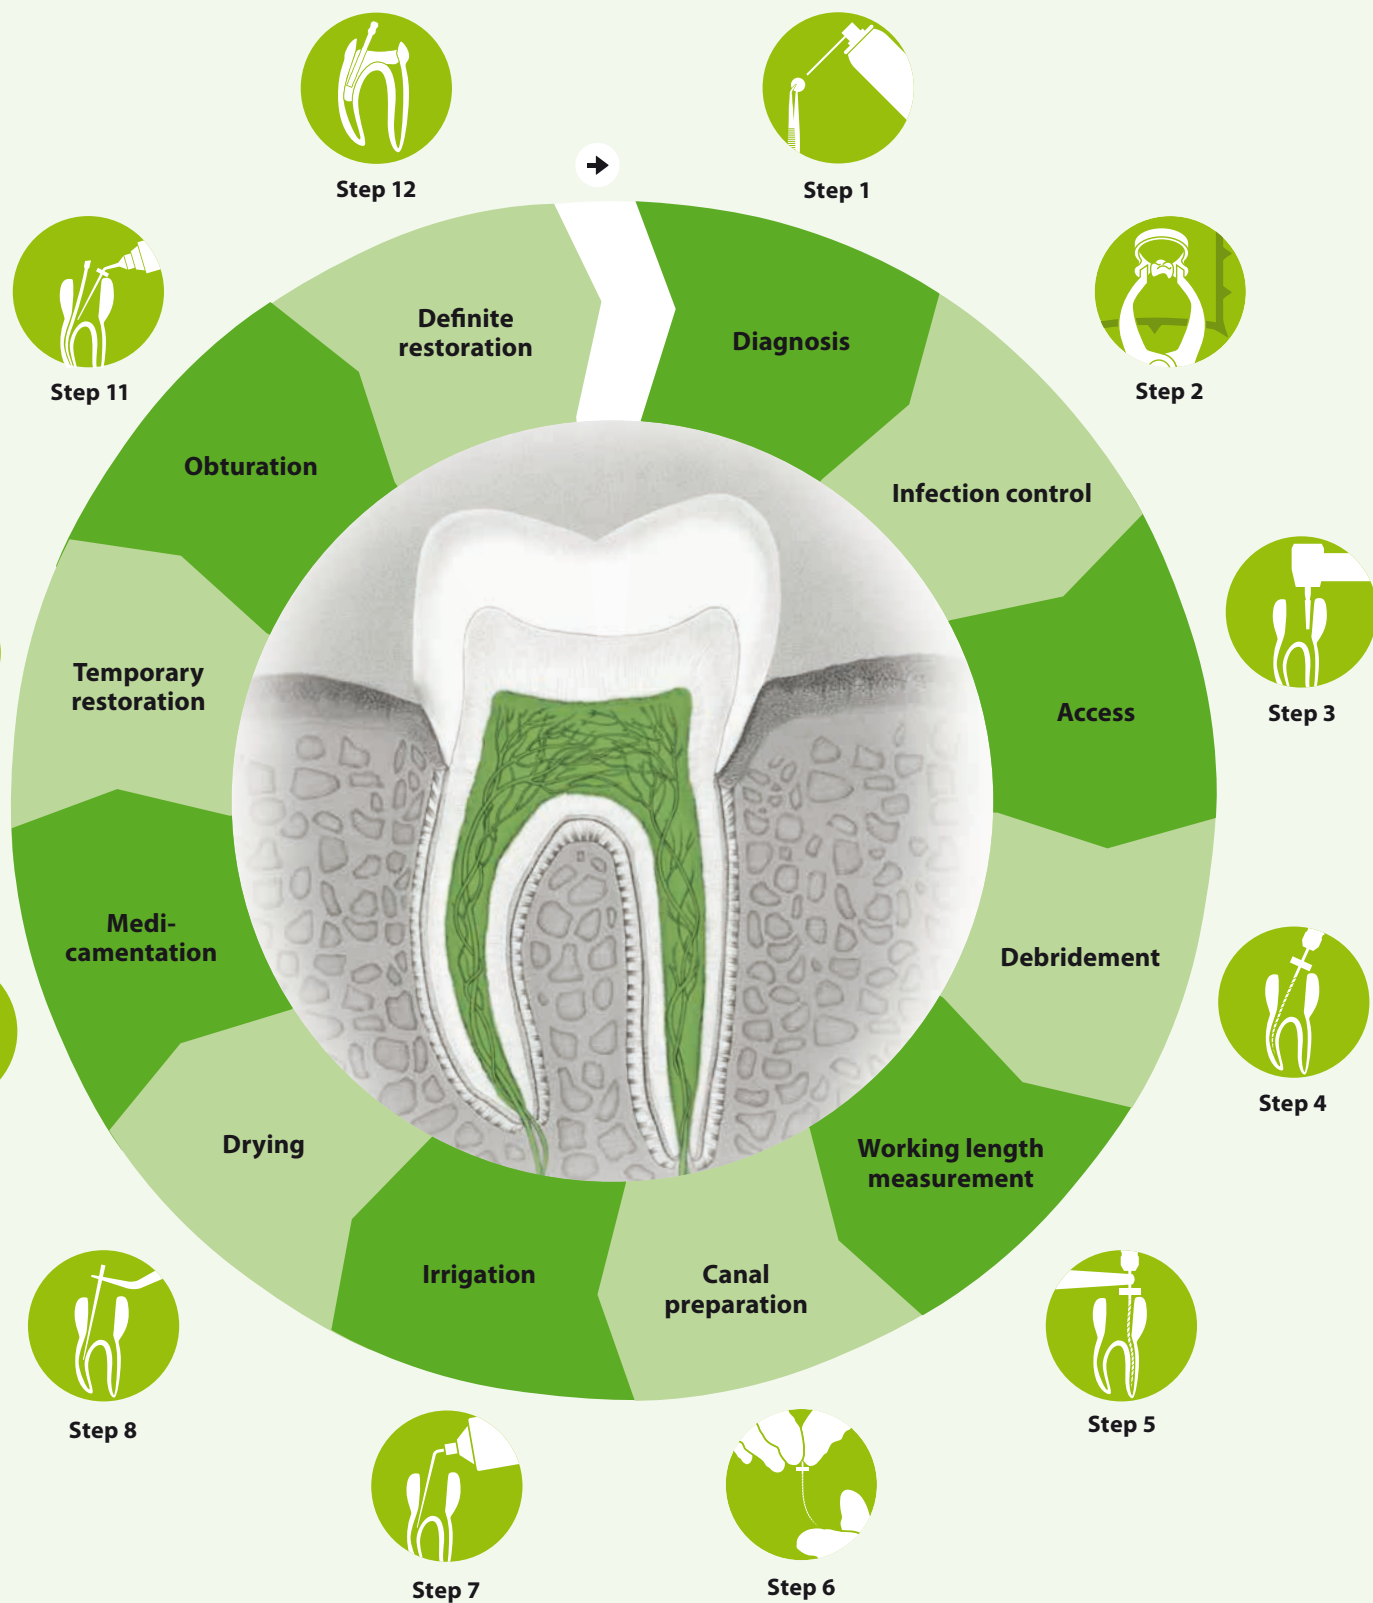 Step 1
Diagnosis
Step 2
Infection control
Step 3
Access
Step 4
Debridement
Step 5
Working length
measurement
Step 6
Canal
preparation
Step 7
Irrigation
Step 8
Drying
Medi-
camentation
Temporary
restoration
Step 11
Obturation
Step 12
Definite
restoration